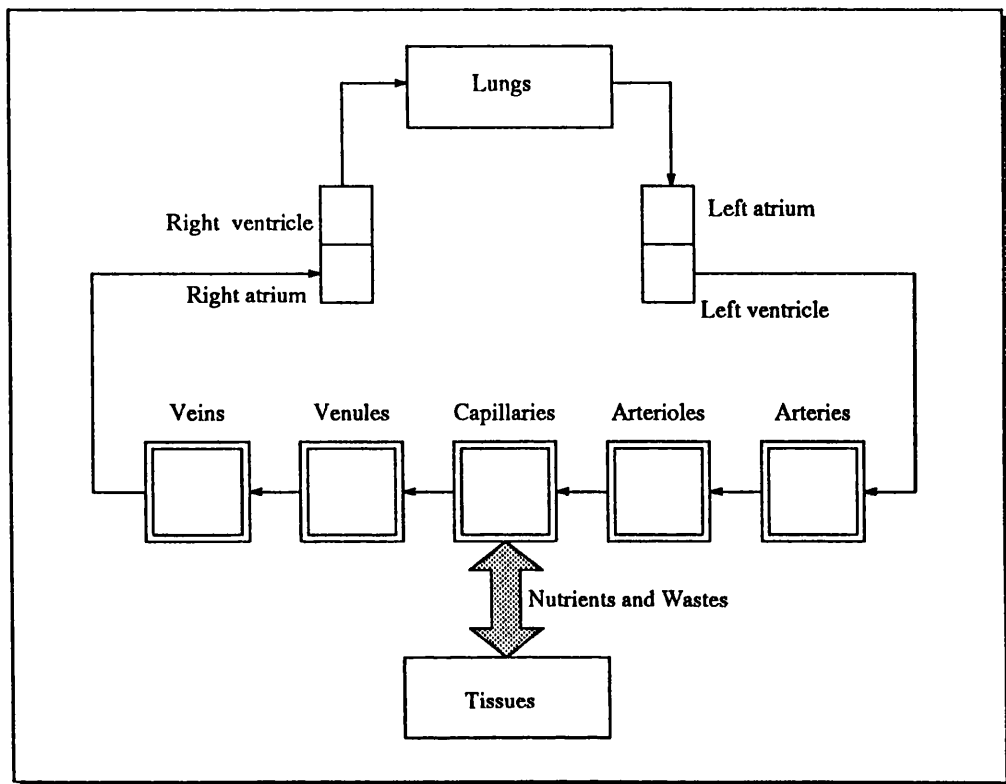 Lungs
Right ventricle
Left atrium
Right atrium
Left ventricle
Veins
Venules
Capillaries
Arterioles
Arteries
Nutrients and Wastes
Tissues